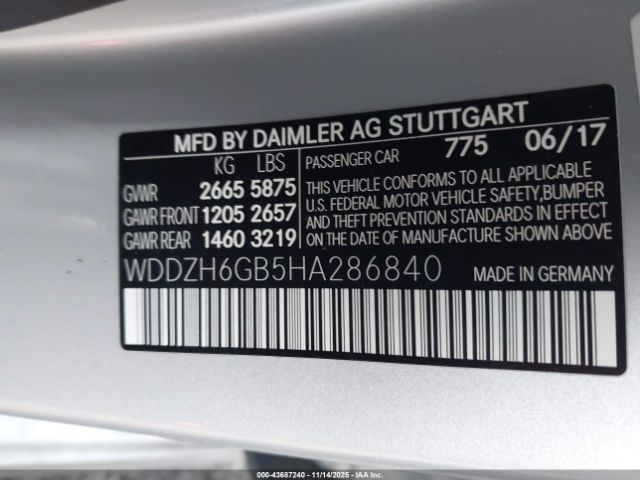 MFD BY DAIMLER AG STUTTGART
KG LBS PASSENGER CAR 775 06/17
GVWR 2665 5875
GAWR FRONT 1205 2657
GAWR REAR 1460 3219
THIS VEHICLE CONFORMS TO ALL APPLICABLE
U.S. FEDERAL MOTOR VEHICLE SAFETY,BUMPER
AND THEFT PREVENTION STANDARDS IN EFFECT
ON THE DATE OF MANUFACTURE SHOWN ABOVE.
WDDZH6GB5HA286840 MADE IN GERMANY
000-43687240 - 11/14/2025 - IAAI.COM